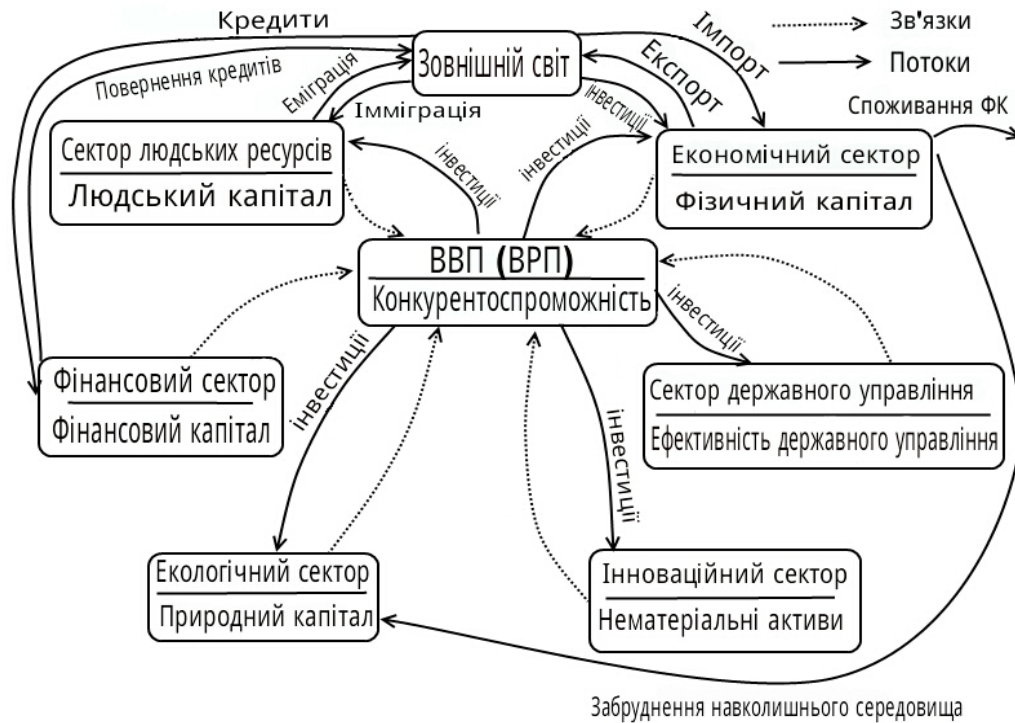 Кредити
Зв'язки
Потоки
Повернення кредитів
Зовнішній світ
Імпорт
Експорт
Еміграція
Імміграція
інвестиції
Споживання ФК
Сектор людських ресурсів
Людський капітал
інвестиції
інвестиції
Економічний сектор
Фізичний капітал
ВВП (ВРП)
Конкурентоспроможність
інвестиції
Фінансовий сектор
Фінансовий капітал
інвестиції
інвестиції
Сектор державного управління
Ефективність державного управління
Екологічний сектор
Природний капітал
Інноваційний сектор
Нематеріальні активи
Забруднення навколишнього середовища